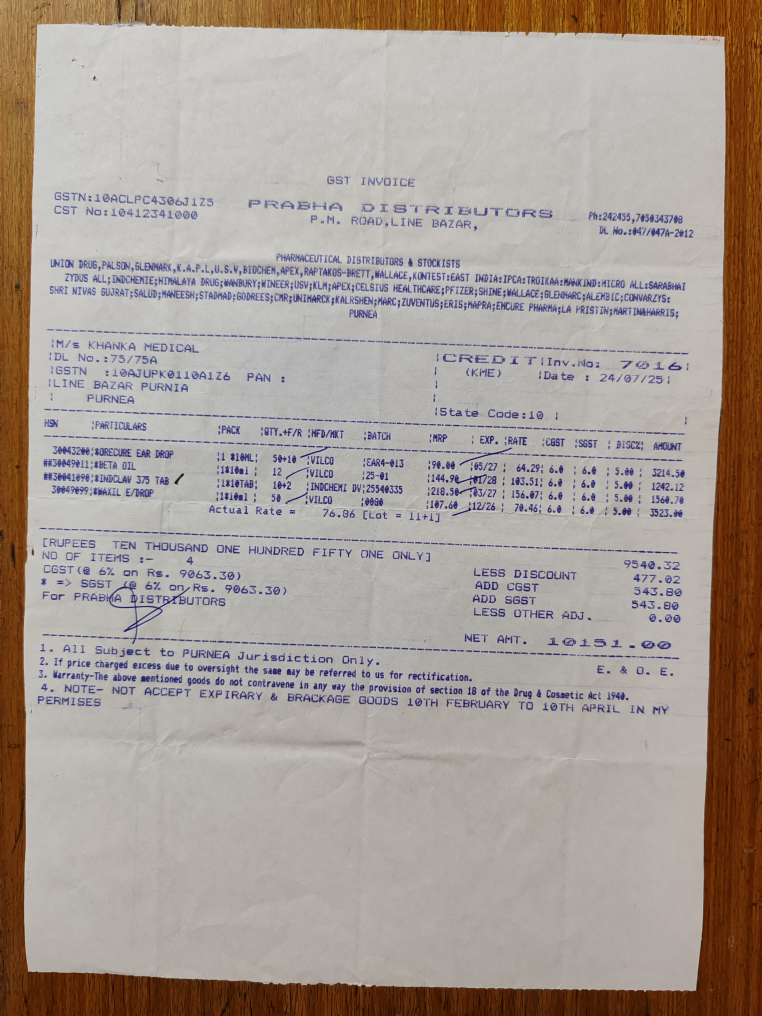 GST INVOICE
GSTN:10ACLPC4306J1Z5
CST No:10412341000
PRABHA DISTRIBUTORS
P.M. ROAD,LINE BAZAR,
Ph:242455,7050343708
DL No.:047/047A-2012
PHARMACEUTICAL DISTRIBUTORS & STOCKISTS
UNION DRUG,PALSON,GLENMARK,K.A.P.L,U.S.V,BIOCHEM,APEX,RAPTAKOS-BRETT,WALLACE,KONTEST:EAST INDIA:IPCA:TROIKAA:MANKIND:MICRO ALL:SARABHAI
ZYDUS ALL;INDCHEMIE;HIMALAYA DRUG;WANBURY;WINEER;USV;KLM;APEX;CELSIUS HEALTHCARE;PFIZER;SHINE;WALLACE;GLENMARC;ALEMBIC;CONVARZYS:
SHRI NIVAS GUJRAT;SALUD;MANEESH;STADMAD;GODREES;CMR;UNIMARCK;KALRSHEN;MARC;ZUVENTUS;ERIS;MAPRA;EMCURE PHARMA;LA PRISTIN;MARTIN&HARRIS;
PURNEA
|M/s KHANKA MEDICAL
|DL No.:75/75A
|GSTN :10AJUPK0110A1Z6 PAN :
|LINE BAZAR PURNIA
| PURNEA
|CREDIT|Inv.No: 7016|
| (KME) |Date : 24/07/25|
|State Code:10 |
HSN |PARTICULARS |PACK |QTY.+F/R |MFD/MKT |BATCH |MRP | EXP. |RATE |CGST |SGST | DISC% | AMOUNT
30043200|#ORECURE EAR DROP |1 *10ML| 50+10 |VILCO |EAR4-013 |90.00 |05/27 | 64.29| 6.0 | 6.0 | 5.00 | 3214.50
##30049011|#BETA OIL |1*10ml | 12 |VILCO |25-01 |144.90 |01/28 | 103.51| 6.0 | 6.0 | 5.00 | 1242.12
##30041090|#INDCLAV 375 TAB |1*10TAB| 10+2 |INDCHEMI DV|25540335 |218.50 |03/27 | 156.07| 6.0 | 6.0 | 5.00 | 1560.70
30049099|#WAXIL E/DROP |1*10ml | 50 |VILCO |0080 |107.60 |12/26 | 70.46| 6.0 | 6.0 | 5.00 | 3523.00
Actual Rate = 76.86 [Lot = 11+1]
[RUPEES TEN THOUSAND ONE HUNDRED FIFTY ONE ONLY]
NO OF ITEMS :- 4
CGST(@ 6% on Rs. 9063.30)
* => SGST (@ 6% on Rs. 9063.30)
For PRABHA DISTRIBUTORS
9540.32
LESS DISCOUNT 477.02
ADD CGST 543.80
ADD SGST 543.80
LESS OTHER ADJ. 0.00
NET AMT. 10151.00
1. All Subject to PURNEA Jurisdiction Only.
2. If price charged excess due to oversight the same may be referred to us for rectification.
3. Warranty-The above mentioned goods do not contravene in any way the provision of section 18 of the Drug & Cosmetic Act 1940.
4. NOTE- NOT ACCEPT EXPIRARY & BRACKAGE GOODS 10TH FEBRUARY TO 10TH APRIL IN MY
PERMISES
E. & O. E.